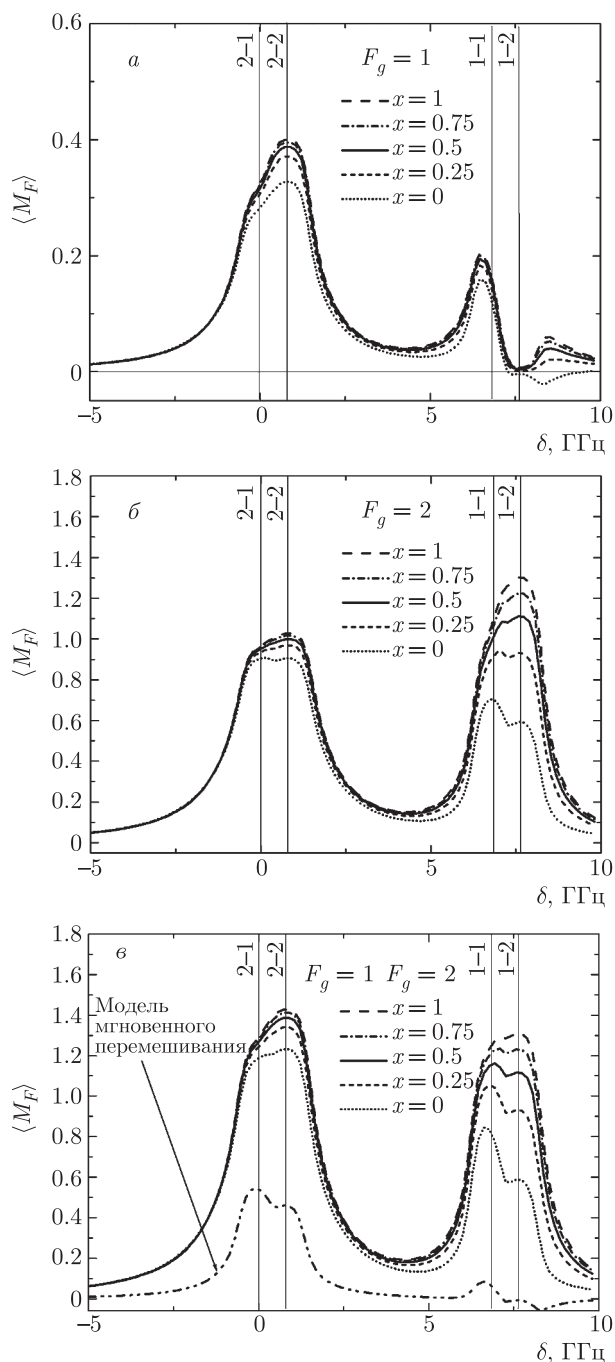 0.6
0.4
0.2
0
⟨M_F⟩
а
2–1
2–2
1–1
1–2
F_g = 1
x = 1
x = 0.75
x = 0.5
x = 0.25
x = 0
−5
0
5
10
δ, ГГц
1.8
1.6
1.4
1.2
1.0
0.8
0.6
0.4
0.2
0
⟨M_F⟩
б
2–1
2–2
1–1
1–2
F_g = 2
x = 1
x = 0.75
x = 0.5
x = 0.25
x = 0
−5
0
5
10
δ, ГГц
1.8
1.6
1.4
1.2
1.0
0.8
0.6
0.4
0.2
0
⟨M_F⟩
в
Модель
мгновенного
перемешивания
2–1
2–2
1–1
1–2
F_g = 1 F_g = 2
x = 1
x = 0.75
x = 0.5
x = 0.25
x = 0
−5
0
5
10
δ, ГГц